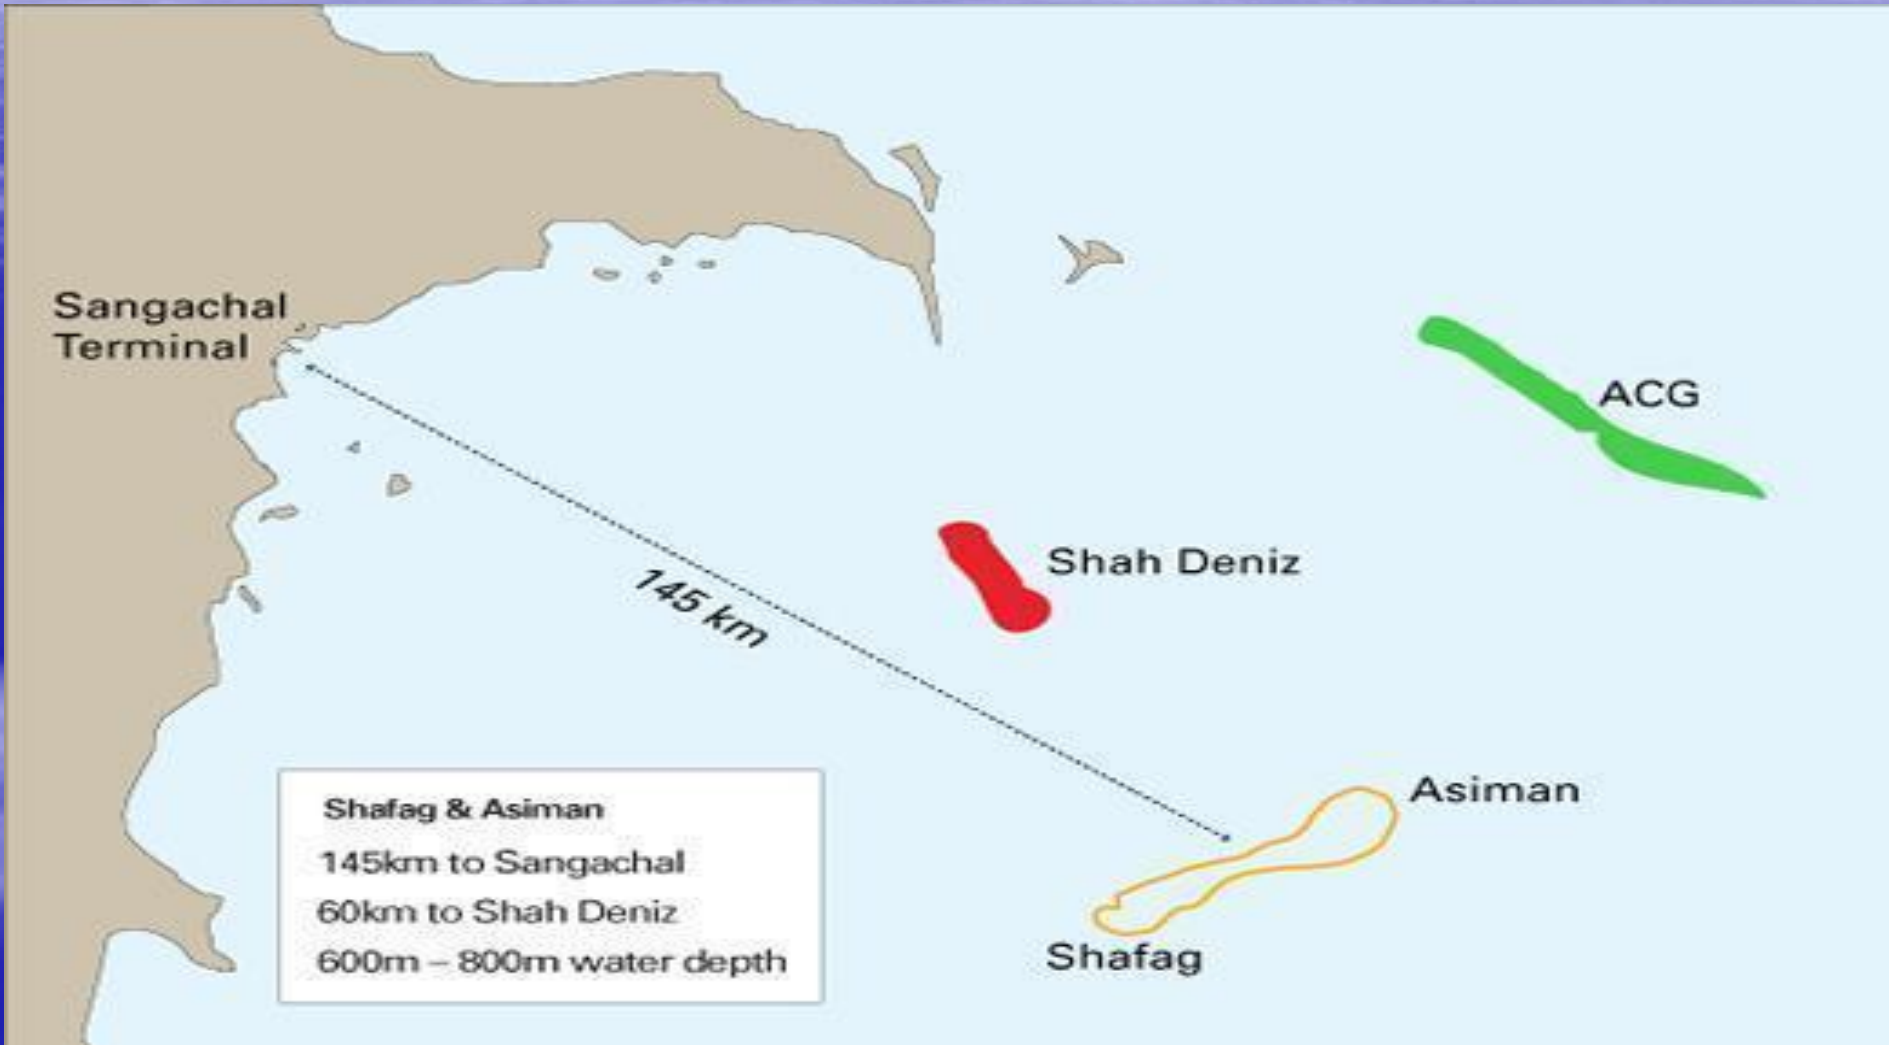 Sangachal
Terminal
ACG
Shah Deniz
145 km
Asiman
Shafag
Shafag & Asiman
145km to Sangachal
60km to Shah Deniz
600m – 800m water depth